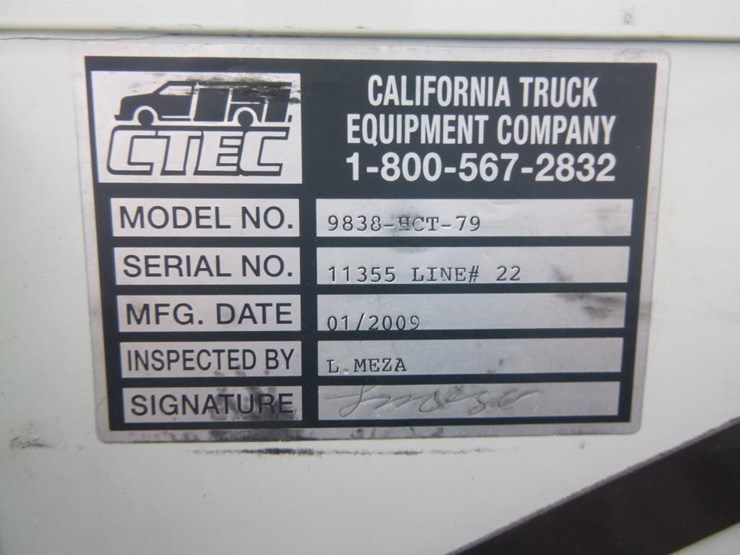 CTEC
CALIFORNIA TRUCK
EQUIPMENT COMPANY
1-800-567-2832
MODEL NO. 9838-HCT-79
SERIAL NO. 11355 LINE# 22
MFG. DATE 01/2009
INSPECTED BY L MEZA
SIGNATURE